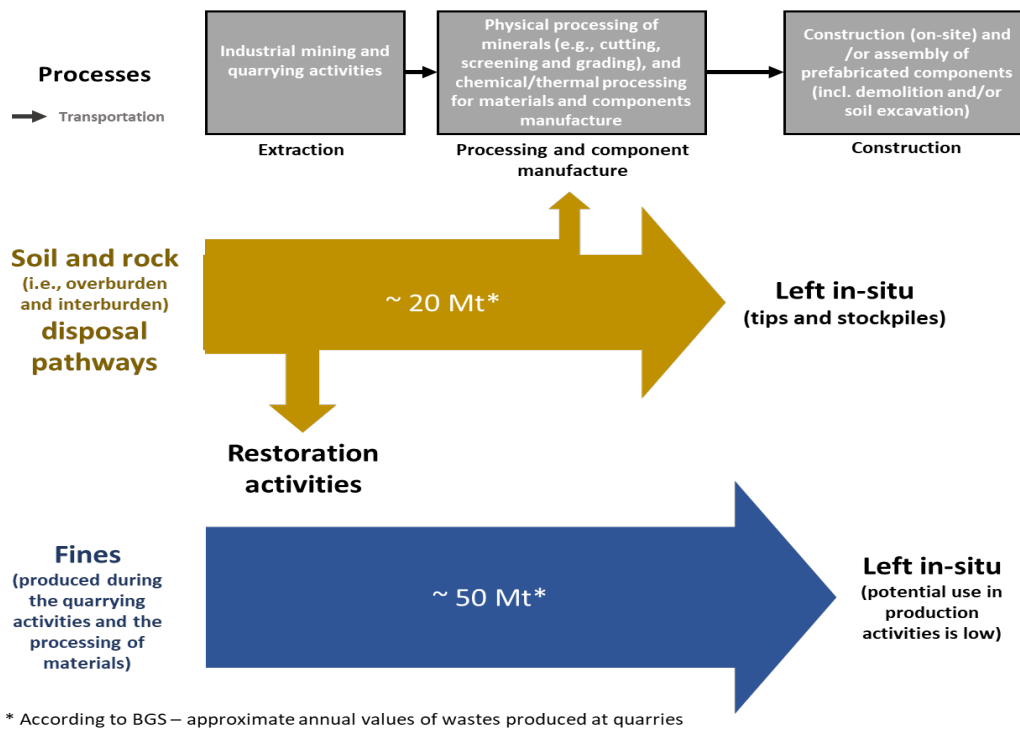 Processes
Transportation
Industrial mining and
quarrying activities
Extraction
Physical processing of
minerals (e.g., cutting,
screening and grading), and
chemical/thermal processing
for materials and components
manufacture
Processing and component
manufacture
Construction (on-site) and
/or assembly of
prefabricated components
(incl. demolition and/or
soil excavation)
Construction
Soil and rock
(i.e., overburden
and interburden)
disposal
pathways
~ 20 Mt*
Left in-situ
(tips and stockpiles)
Restoration
activities
Fines
(produced during
the quarrying
activities and the
processing of
materials)
~ 50 Mt*
Left in-situ
(potential use in
production
activities is low)
* According to BGS – approximate annual values of wastes produced at quarries